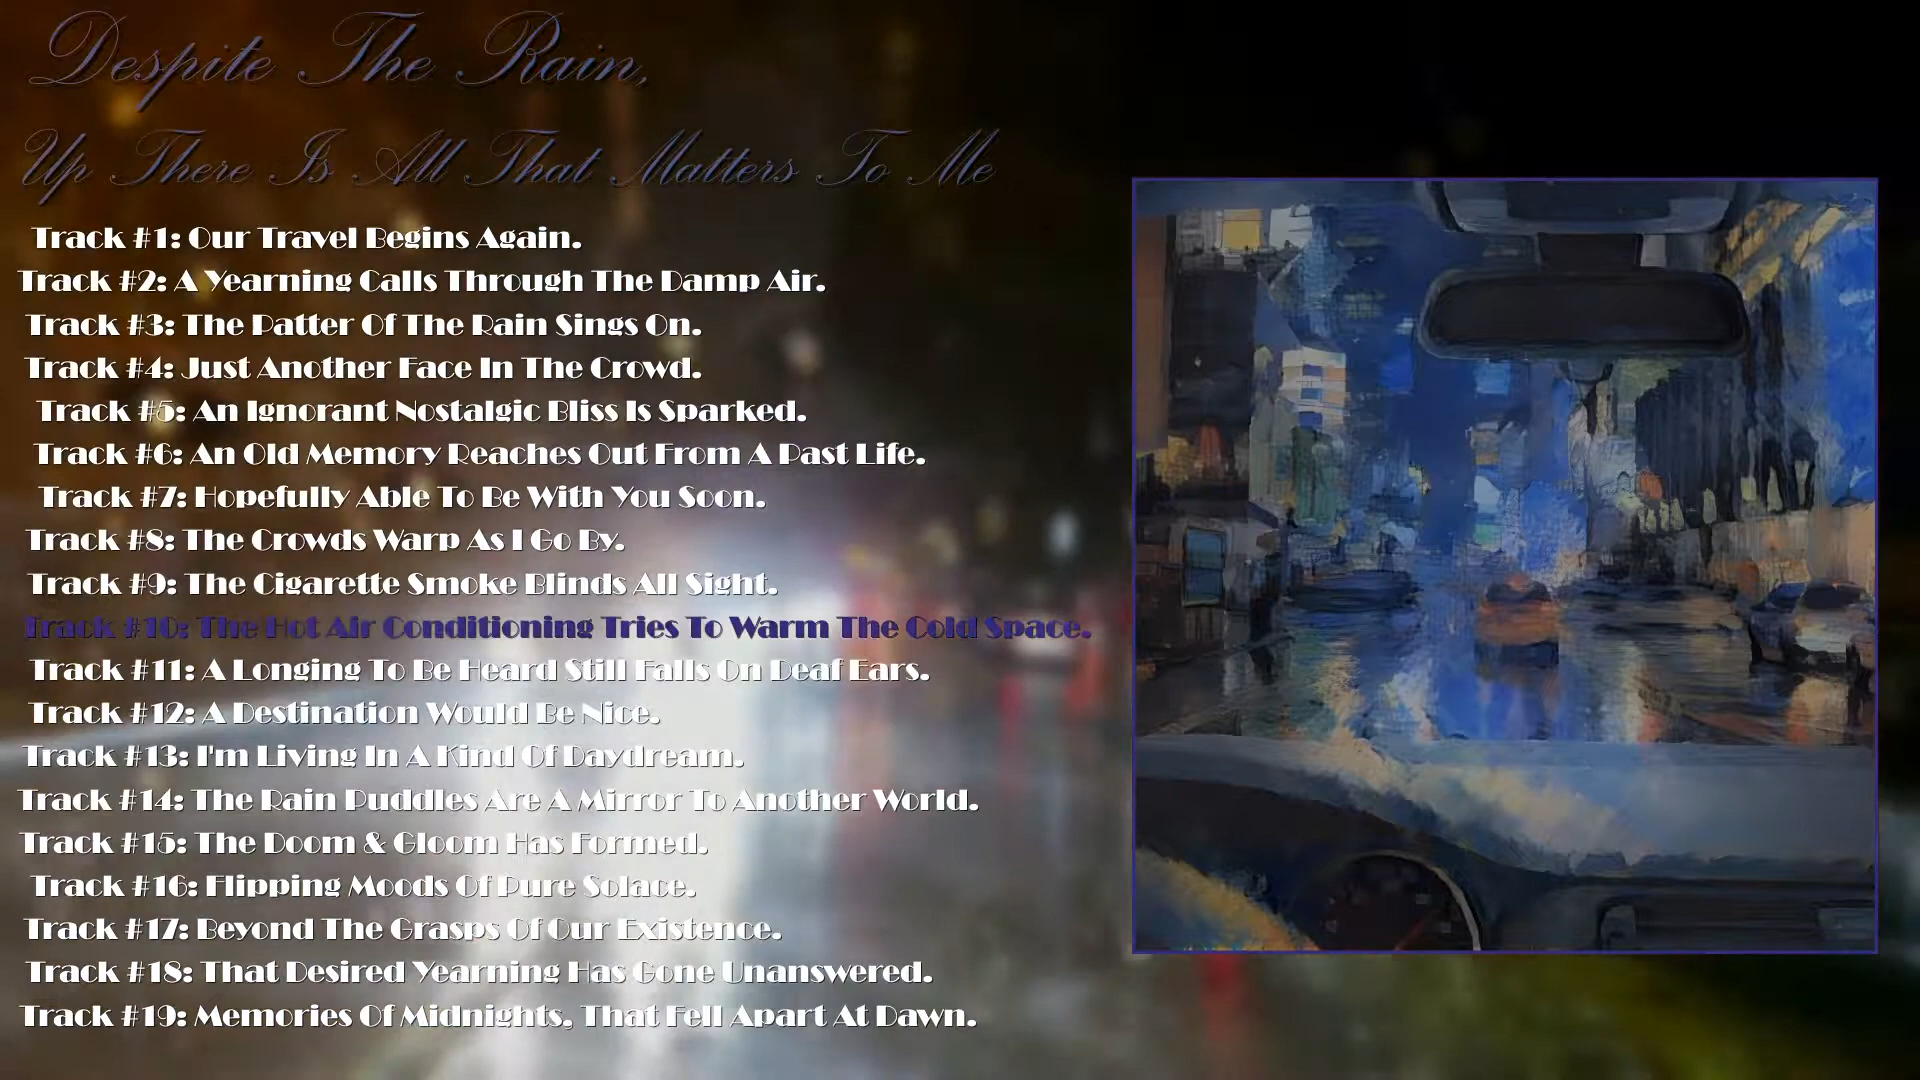 Despite The Rain,
Up There Is All That Matters To Me
Track #1: Our Travel Begins Again.
Track #2: A Yearning Calls Through The Damp Air.
Track #3: The Patter Of The Rain Sings On.
Track #4: Just Another Face In The Crowd.
Track #5: An Ignorant Nostalgic Bliss Is Sparked.
Track #6: An Old Memory Reaches Out From A Past Life.
Track #7: Hopefully Able To Be With You Soon.
Track #8: The Crowds Warp As I Go By.
Track #9: The Cigarette Smoke Blinds All Sight.
Track #10: The Hot Air Conditioning Tries To Warm The Cold Space.
Track #11: A Longing To Be Heard Still Falls On Deaf Ears.
Track #12: A Destination Would Be Nice.
Track #13: I'm Living In A Kind Of Daydream.
Track #14: The Rain Puddles Are A Mirror To Another World.
Track #15: The Doom & Gloom Has Formed.
Track #16: Flipping Moods Of Pure Solace.
Track #17: Beyond The Grasps Of Our Existence.
Track #18: That Desired Yearning Has Gone Unanswered.
Track #19: Memories Of Midnights, That Fell Apart At Dawn.